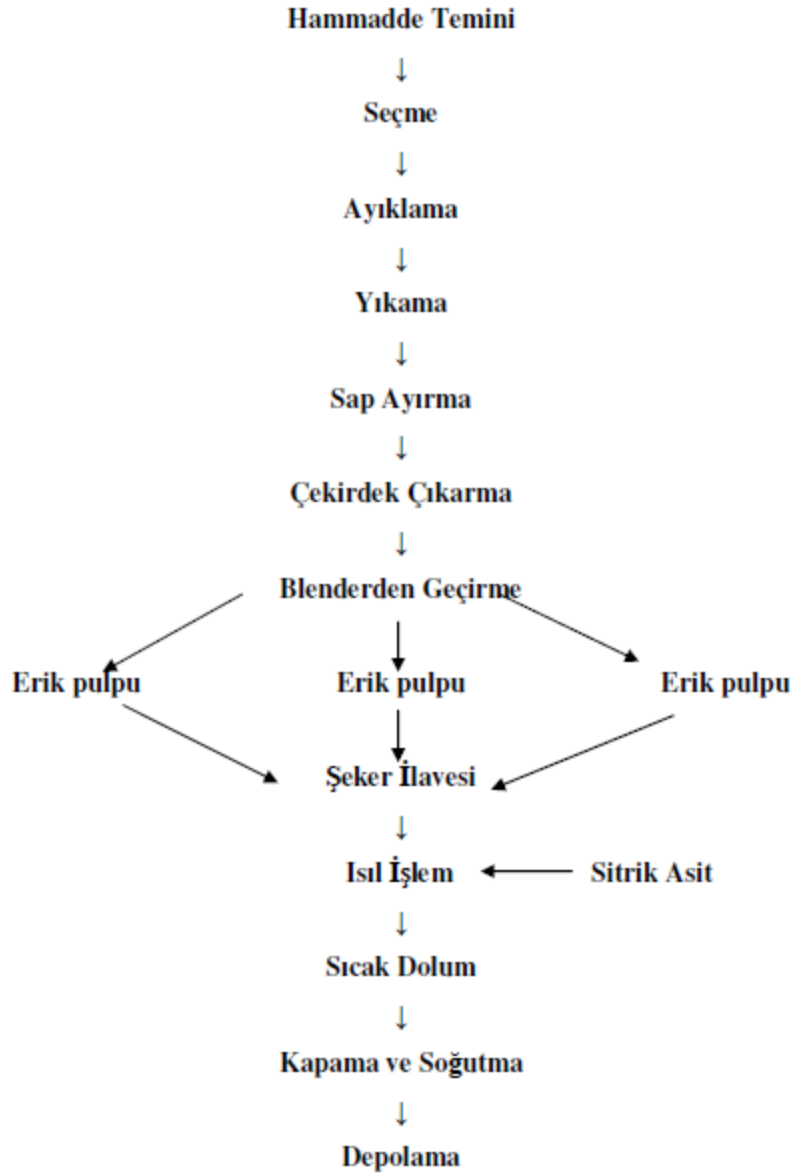 Hammadde Temini
↓
Seçme
↓
Ayıklama
↓
Yıkama
↓
Sap Ayırma
↓
Çekirdek Çıkarma
↓
Blenderden Geçirme
Erik pulpu Erik pulpu Erik pulpu
Şeker İlavesi
↓
Isıl İşlem Sitrik Asit
↓
Sıcak Dolum
↓
Kapama ve Soğutma
↓
Depolama